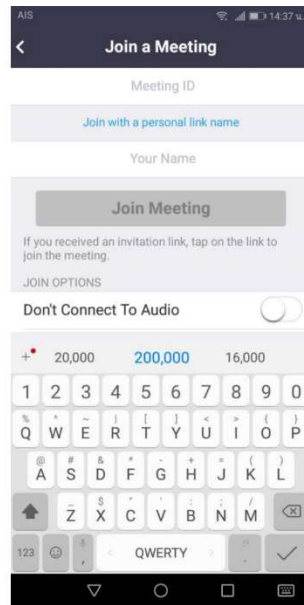 AIS 14:37 น.
Join a Meeting
Meeting ID
Join with a personal link name
Your Name
Join Meeting
If you received an invitation link, tap on the link to
join the meeting.
JOIN OPTIONS
Don't Connect To Audio
+ 20,000 200,000 16,000
1 2 3 4 5 6 7 8 9 0
% ^ ~ | [ ] < > { }
Q W E R T Y U I O P
@ # & * - + = ( )
A S D F G H J K L
_ $ " ' : ; /
Z X C V B N M
123 , QWERTY